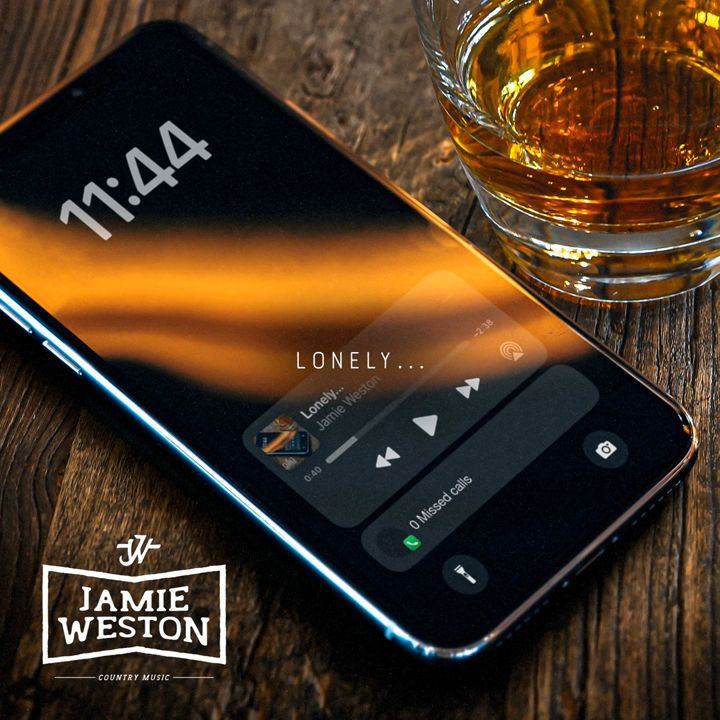 11:44
LONELY...
Lonely...
Jamie Weston
0:40
-2:38
0 Missed calls
JW
JAMIE
WESTON
COUNTRY MUSIC